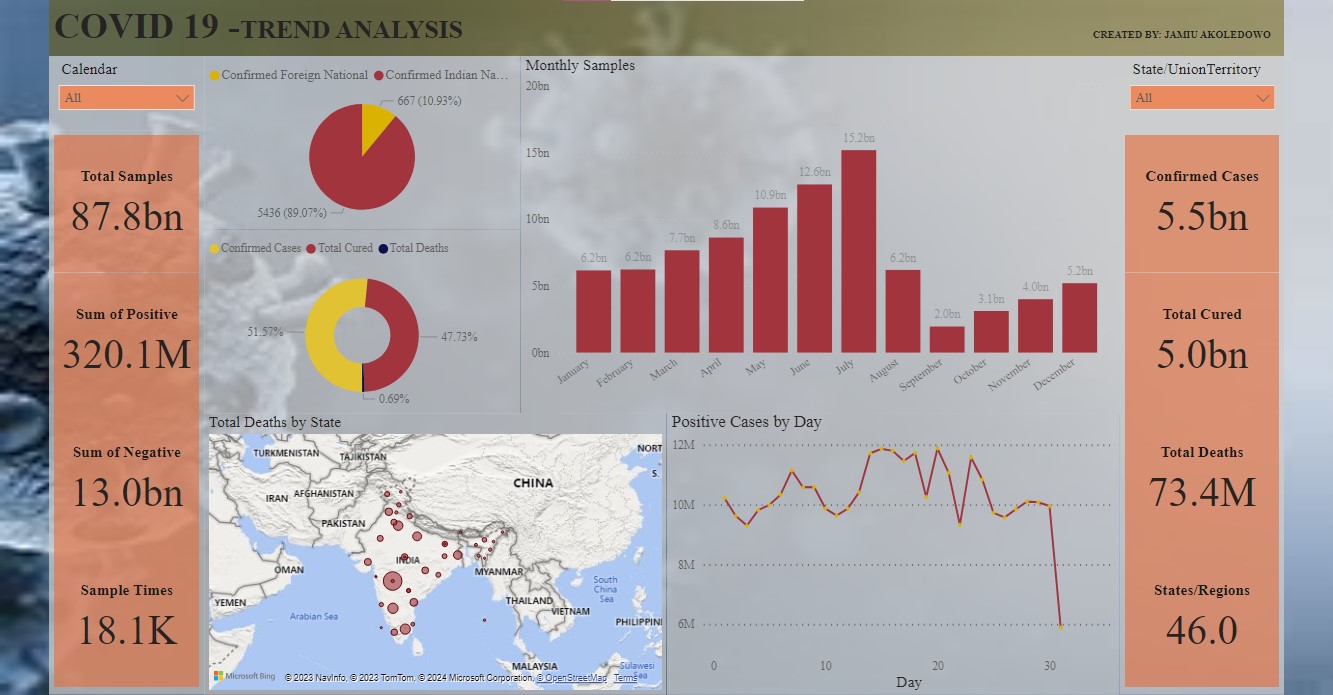 COVID 19 -TREND ANALYSIS
CREATED BY: JAMIU AKOLEDOWO
Calendar
All
Total Samples
87.8bn
Sum of Positive
320.1M
Sum of Negative
13.0bn
Sample Times
18.1K
Confirmed Foreign National Confirmed Indian Na…
667 (10.93%)
5436 (89.07%)
Confirmed Cases Total Cured Total Deaths
51.57%
47.73%
0.69%
Monthly Samples
20bn
15bn
10bn
5bn
0bn
6.2bn
6.2bn
7.7bn
8.6bn
10.9bn
12.6bn
15.2bn
6.2bn
2.0bn
3.1bn
4.0bn
5.2bn
January
February
March
April
May
June
July
August
September
October
November
December
State/UnionTerritory
All
Confirmed Cases
5.5bn
Total Cured
5.0bn
Total Deaths
73.4M
States/Regions
46.0
Total Deaths by State
TURKMENISTAN
TAJIKISTAN
NORT
S.
CHINA
IRAN
AFGHANISTAN
PAKISTAN
INDIA
OMAN
MYANMAR
YEMEN
Arabian Sea
THAILAND
VIETNAM
South
China
Sea
PHILIPPIN
MALAYSIA
Sulawesi
Sea
Microsoft Bing
© 2023 NavInfo, © 2023 TomTom, © 2024 Microsoft Corporation, © OpenStreetMap Terms
Positive Cases by Day
12M
10M
8M
6M
0
10
20
30
Day